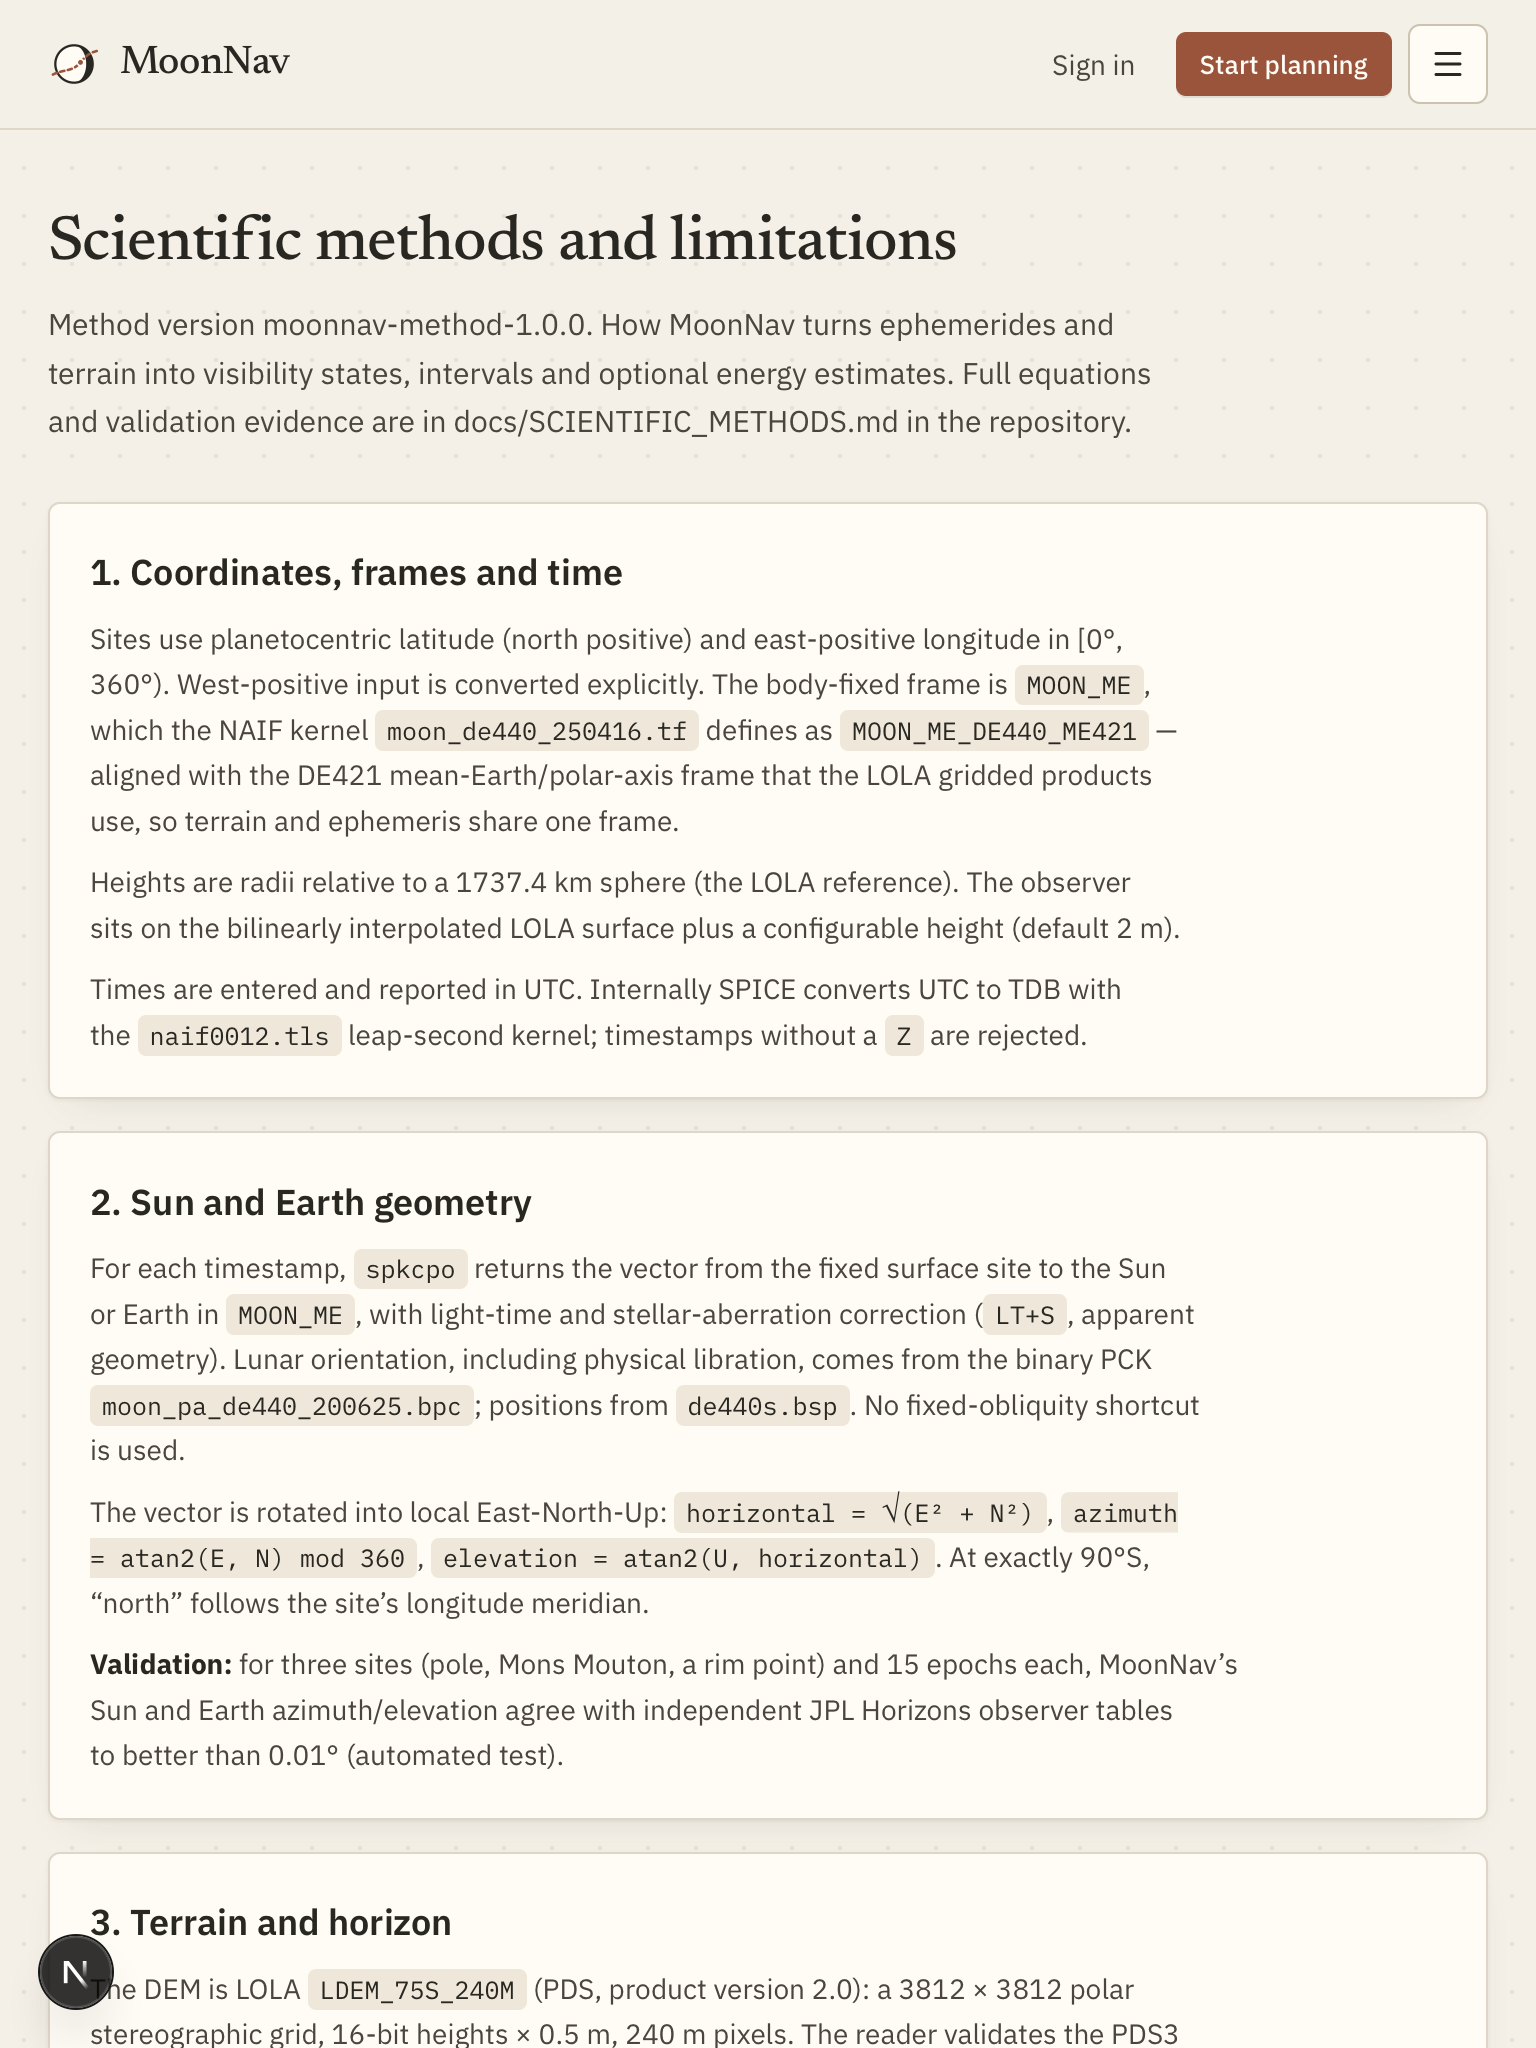 MoonNav
Sign in
Start planning
Scientific methods and limitations
Method version moonnav-method-1.0.0. How MoonNav turns ephemerides and
terrain into visibility states, intervals and optional energy estimates. Full equations
and validation evidence are in docs/SCIENTIFIC_METHODS.md in the repository.
1. Coordinates, frames and time
Sites use planetocentric latitude (north positive) and east-positive longitude in [0°,
360°). West-positive input is converted explicitly. The body-fixed frame is MOON_ME,
which the NAIF kernel moon_de440_250416.tf defines as MOON_ME_DE440_ME421 —
aligned with the DE421 mean-Earth/polar-axis frame that the LOLA gridded products
use, so terrain and ephemeris share one frame.
Heights are radii relative to a 1737.4 km sphere (the LOLA reference). The observer
sits on the bilinearly interpolated LOLA surface plus a configurable height (default 2 m).
Times are entered and reported in UTC. Internally SPICE converts UTC to TDB with
the naif0012.tls leap-second kernel; timestamps without a Z are rejected.
2. Sun and Earth geometry
For each timestamp, spkcpo returns the vector from the fixed surface site to the Sun
or Earth in MOON_ME, with light-time and stellar-aberration correction (LT+S, apparent
geometry). Lunar orientation, including physical libration, comes from the binary PCK
moon_pa_de440_200625.bpc; positions from de440s.bsp. No fixed-obliquity shortcut
is used.
The vector is rotated into local East-North-Up: horizontal = √(E² + N²), azimuth
= atan2(E, N) mod 360, elevation = atan2(U, horizontal). At exactly 90°S,
“north” follows the site’s longitude meridian.
Validation: for three sites (pole, Mons Mouton, a rim point) and 15 epochs each, MoonNav’s
Sun and Earth azimuth/elevation agree with independent JPL Horizons observer tables
to better than 0.01° (automated test).
3. Terrain and horizon
N
The DEM is LOLA LDEM_75S_240M (PDS, product version 2.0): a 3812 × 3812 polar
stereographic grid, 16-bit heights × 0.5 m, 240 m pixels. The reader validates the PDS3